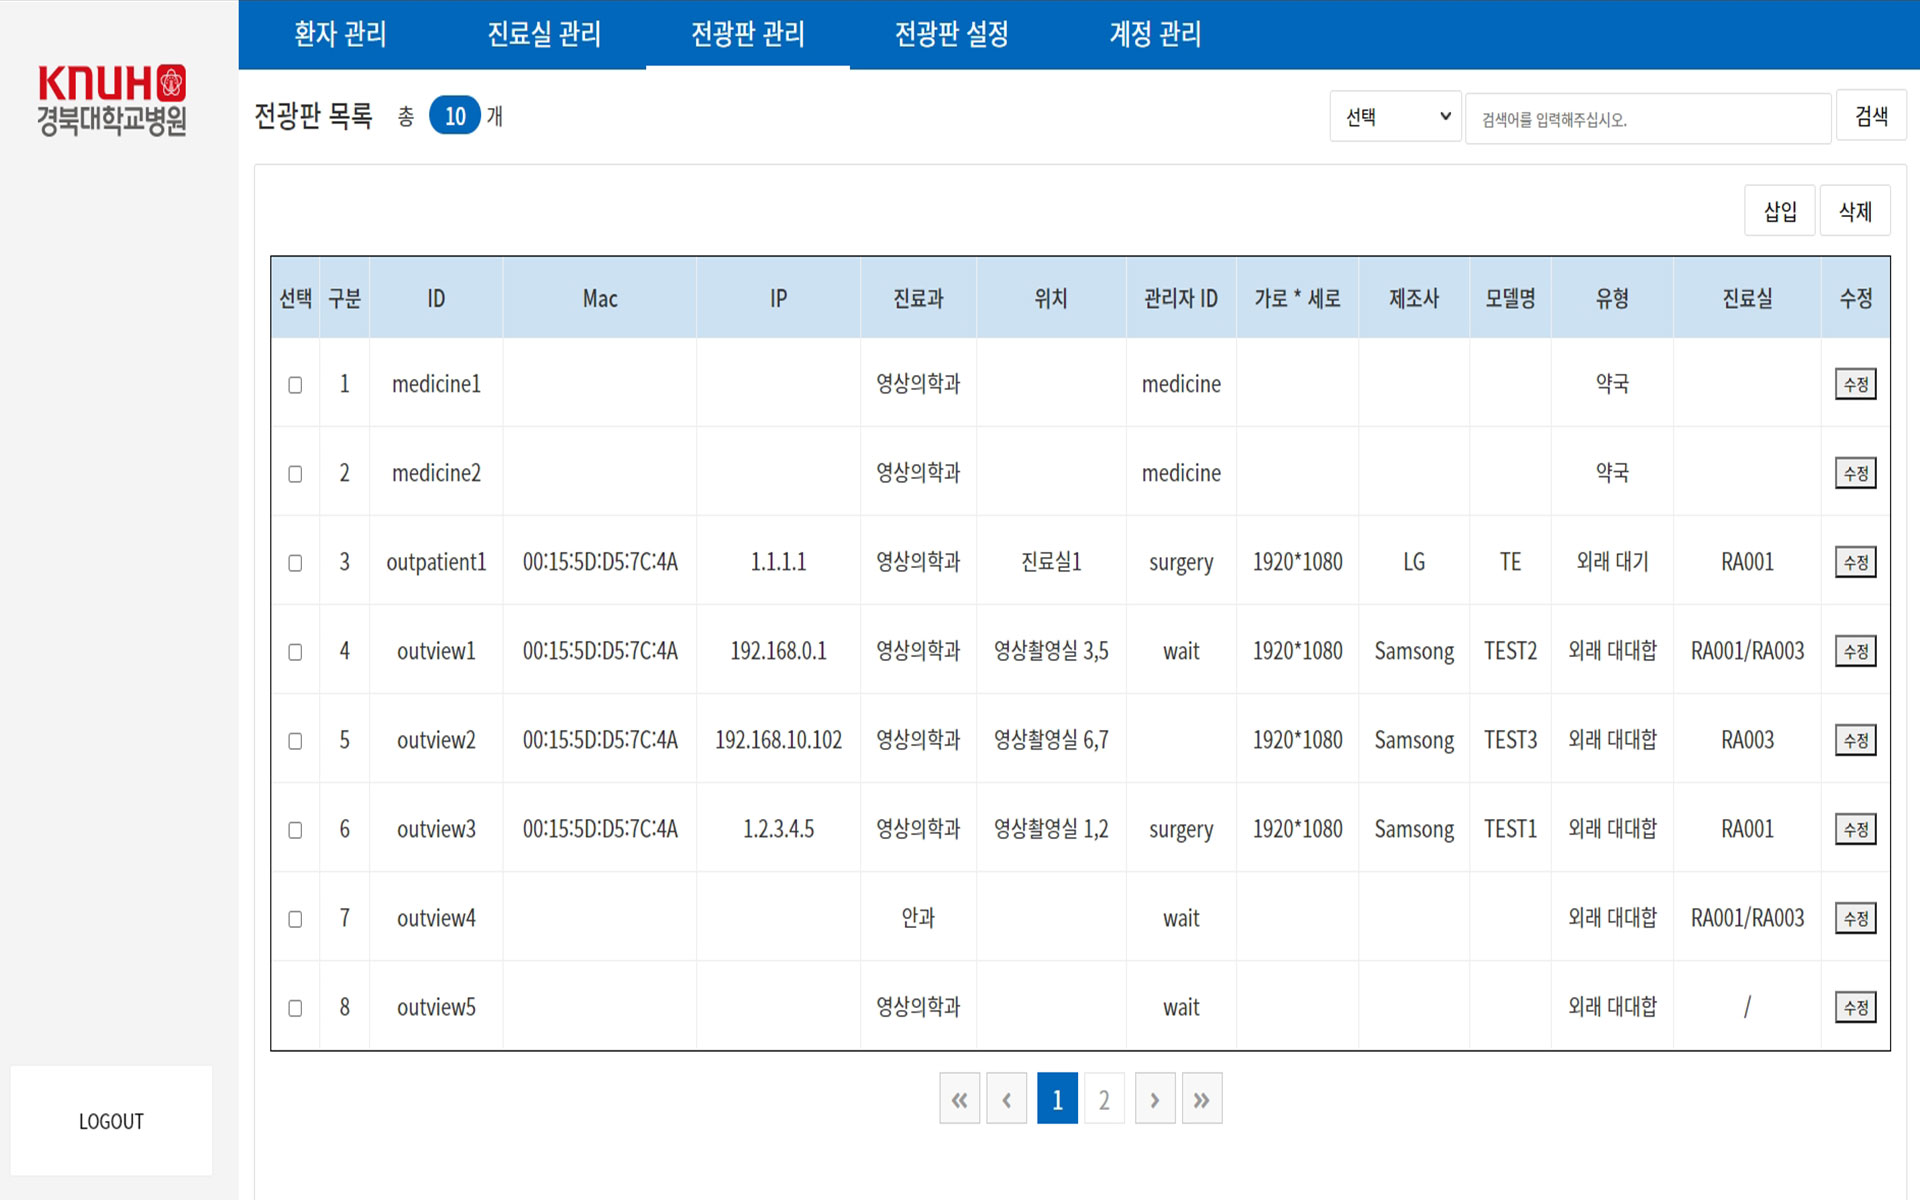 환자 관리 진료실 관리 전광판 관리 전광판 설정 계정 관리
KNUH
경북대학교병원
전광판 목록 총 10 개 선택 검색어를 입력해주십시오. 검색
삽입 삭제
선택 구분 ID Mac IP 진료과 위치 관리자 ID 가로 * 세로 제조사 모델명 유형 진료실 수정
1 medicine1 영상의학과 medicine 약국 수정
2 medicine2 영상의학과 medicine 약국 수정
3 outpatient1 00:15:5D:D5:7C:4A 1.1.1.1 영상의학과 진료실1 surgery 1920*1080 LG TE 외래 대기 RA001 수정
4 outview1 00:15:5D:D5:7C:4A 192.168.0.1 영상의학과 영상촬영실 3,5 wait 1920*1080 Samsong TEST2 외래 대대합 RA001/RA003 수정
5 outview2 00:15:5D:D5:7C:4A 192.168.10.102 영상의학과 영상촬영실 6,7 1920*1080 Samsong TEST3 외래 대대합 RA003 수정
6 outview3 00:15:5D:D5:7C:4A 1.2.3.4.5 영상의학과 영상촬영실 1,2 surgery 1920*1080 Samsong TEST1 외래 대대합 RA001 수정
7 outview4 안과 wait 외래 대대합 RA001/RA003 수정
8 outview5 영상의학과 wait 외래 대대합 / 수정
« ‹ 1 2 › »
LOGOUT